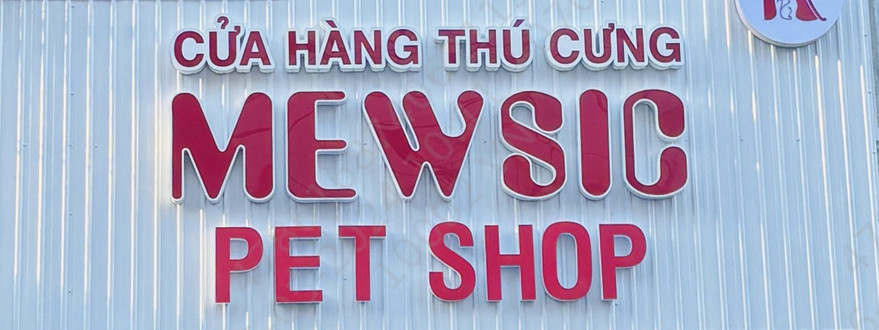 CỬA HÀNG THÚ CƯNG
MEWSIC
PET SHOP